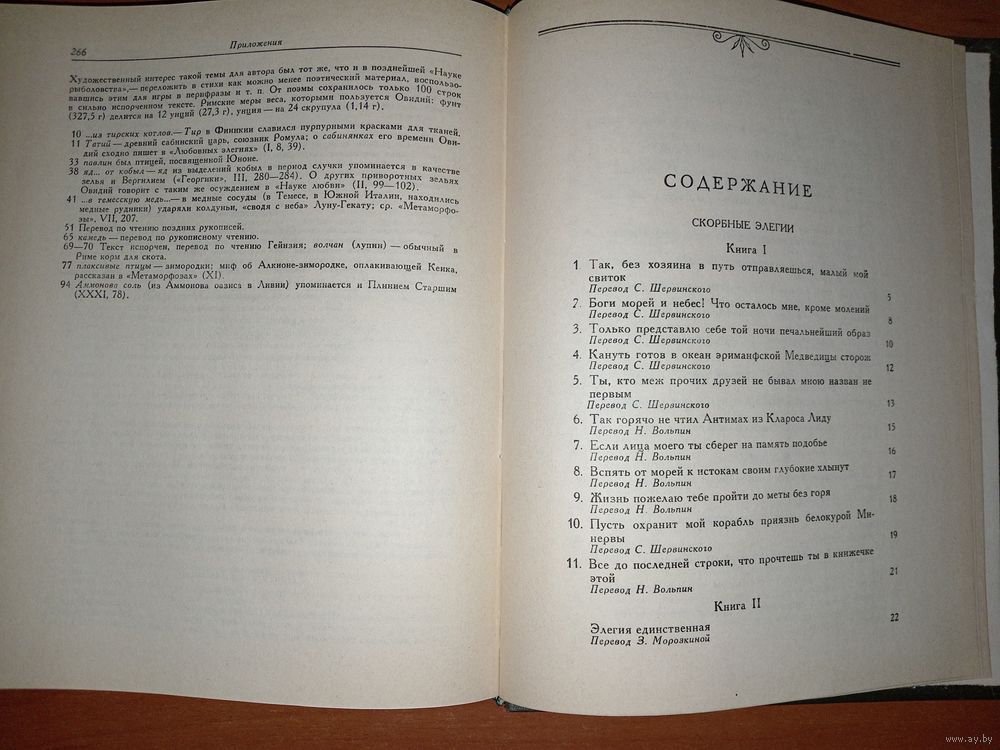 266
Приложения
Художественный интерес такой темы для автора был тот же, что и в позднейшей «Науке
рыболовства»,— переложить в стихи как можно менее поэтический материал, воспользо-
вавшись этим для игры в перифразы и т. п. От поэмы сохранилось только 100 строк
в сильно испорченном тексте. Римские меры веса, которыми пользуется Овидий: фунт
(327,5 г) делится на 12 унций (27,3 г), унция — на 24 скрупула (1,14 г).
10 ...из тирских котлов.— Тир в Финикии славился пурпурными красками для тканей.
11 Татий — древний сабинский царь, союзник Ромула; о сабинянках его времени Ови-
дий сходно пишет в «Любовных элегиях» (I, 8, 39).
33 павлин был птицей, посвященной Юноне.
38 яд... от кобыл — яд из выделений кобыл в период случки упоминается в качестве
зелья и Вергилием («Георгики», III, 280—284). О других приворотных зельях
Овидий говорит с таким же осуждением в «Науке любви» (II, 99—102).
41 ...в темесскую медь...— в медные сосуды (в Темесе, в Южной Италии, находились
медные рудники) ударяли колдуньи, «сводя с неба» Луну-Гекату; ср. «Метаморфо-
зы», VII, 207.
51 Перевод по чтению поздних рукописей.
65 камедь — перевод по рукописному чтению.
69—70 Текст испорчен, перевод по чтению Гейнзия; волчан (лупин) — обычный в
Риме корм для скота.
77 плаксивые птицы — зимородки; миф об Алкионе-зимородке, оплакивающей Кеика,
рассказан в «Метаморфозах» (XI).
94 Аммонова соль (из Аммонова оазиса в Ливии) упоминается и Плинием Старшим
(XXXI, 78).
СОДЕРЖАНИЕ
СКОРБНЫЕ ЭЛЕГИИ
Книга I
1. Так, без хозяина в путь отправляешься, малый мой
свиток
Перевод С. Шервинского 5
2. Боги морей и небес! Что осталось мне, кроме молений
Перевод С. Шервинского 8
3. Только представлю себе той ночи печальнейший образ
Перевод С. Шервинского 10
4. Кануть готов в океан эриманфской Медведицы сторож
Перевод С. Шервинского 12
5. Ты, кто меж прочих друзей не бывал мною назван не
первым
Перевод С. Шервинского 13
6. Так горячо не чтил Антимах из Клароса Лиду
Перевод Н. Вольпин 15
7. Если лица моего ты сберег на память подобье
Перевод Н. Вольпин 16
8. Вспять от морей к истокам своим глубокие хлынут
Перевод Н. Вольпин 17
9. Жизнь пожелаю тебе пройти до меты без горя
Перевод Н. Вольпин 18
10. Пусть охранит мой корабль приязнь белокурой Ми-
нервы
Перевод С. Шервинского 19
11. Все до последней строки, что прочтешь ты в книжечке
этой
Перевод Н. Вольпин 21
Книга II
Элегия единственная 22
Перевод З. Морозкиной
www.ay.by